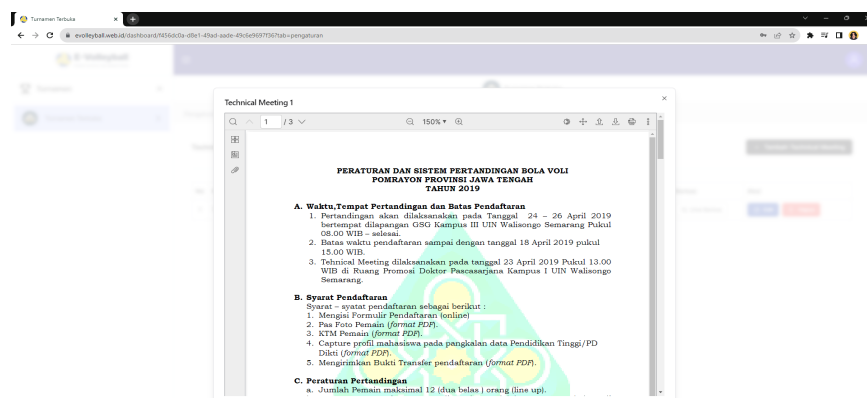 Turnamen Terbuka
evolleyball.web.id/dashboard/f456dc0a-d8e1-49ad-aade-49c6e9697f36?tab=pengaturan
Technical Meeting 1
1 / 3
150%
PERATURAN DAN SISTEM PERTANDINGAN BOLA VOLI
POMRAYON PROVINSI JAWA TENGAH
TAHUN 2019
A. Waktu,Tempat Pertandingan dan Batas Pendaftaran
1. Pertandingan akan dilaksanakan pada Tanggal 24 – 26 April 2019
bertempat dilapangan GSG Kampus III UIN Walisongo Semarang Pukul
08.00 WIB – selesai.
2. Batas waktu pendaftaran sampai dengan tanggal 18 April 2019 pukul
15.00 WIB.
3. Tehnical Meeting dilaksanakan pada tanggal 23 April 2019 Pukul 13.00
WIB di Ruang Promosi Doktor Pascasarjana Kampus I UIN Walisongo
Semarang.
B. Syarat Pendaftaran
Syarat – syatat pendaftaran sebagai berikut :
1. Mengisi Formulir Pendaftaran (online)
2. Pas Foto Pemain (format PDF).
3. KTM Pemain (format PDF).
4. Capture profil mahasiswa pada pangkalan data Pendidikan Tinggi/PD
Dikti (format PDF).
5. Mengirimkan Bukti Transfer pendaftaran (format PDF).
C. Peraturan Pertandingan
a. Jumlah Pemain maksimal 12 (dua belas ) orang (line up).